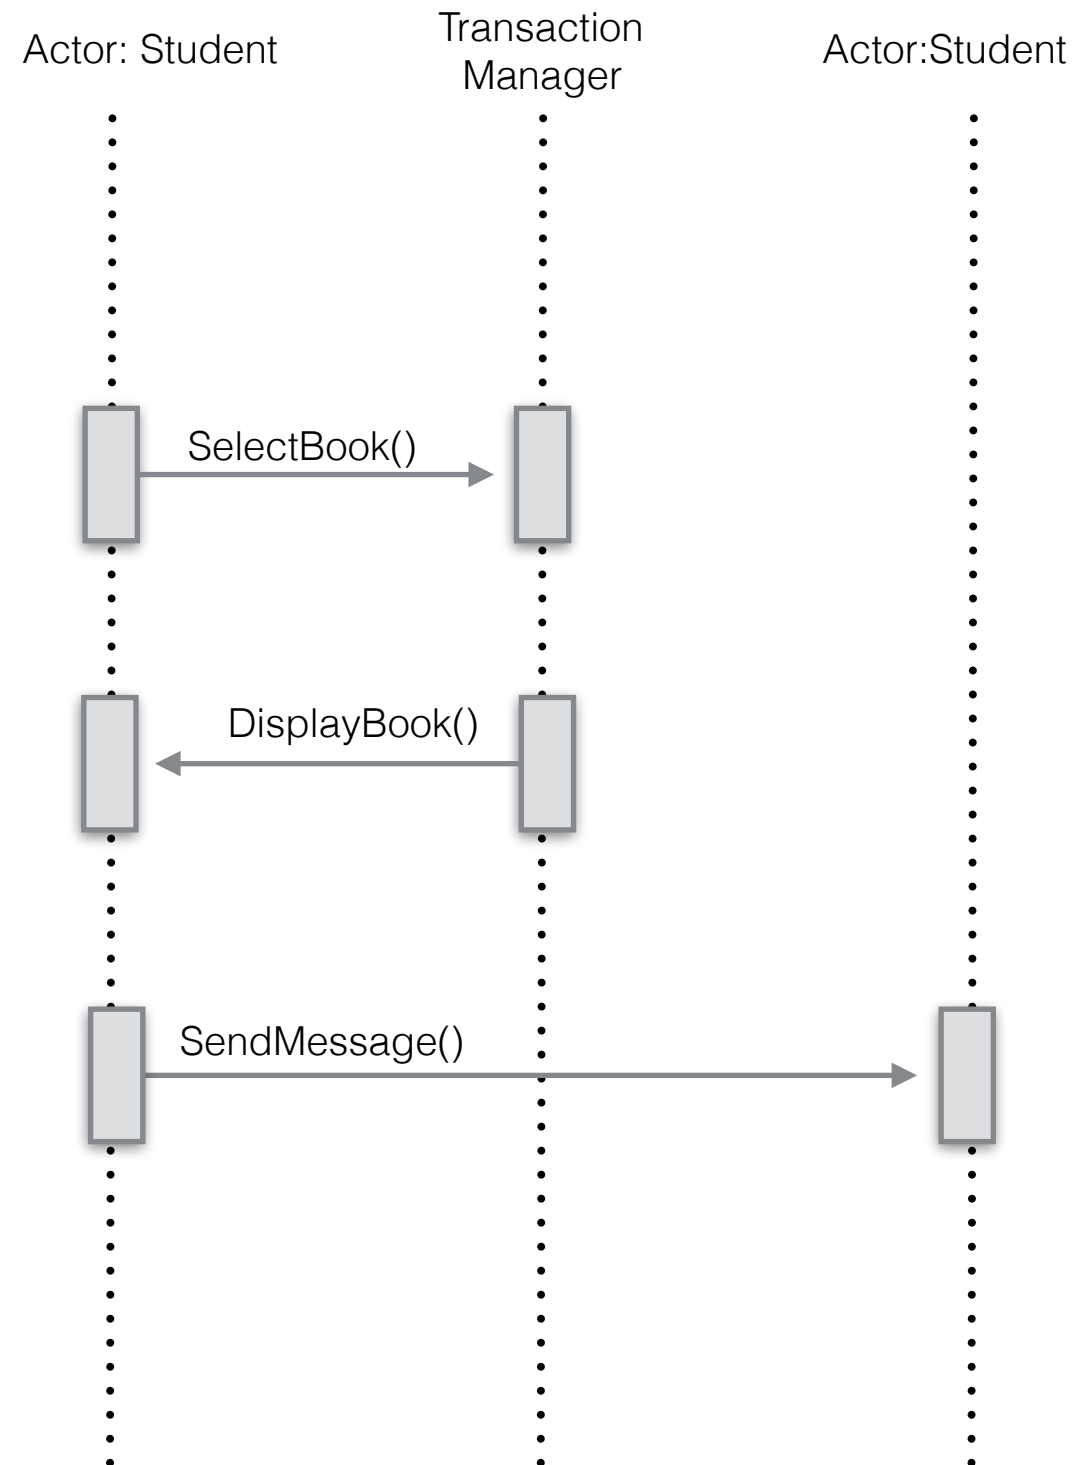 Actor: Student
Transaction
Manager
Actor:Student
SelectBook()
DisplayBook()
SendMessage()